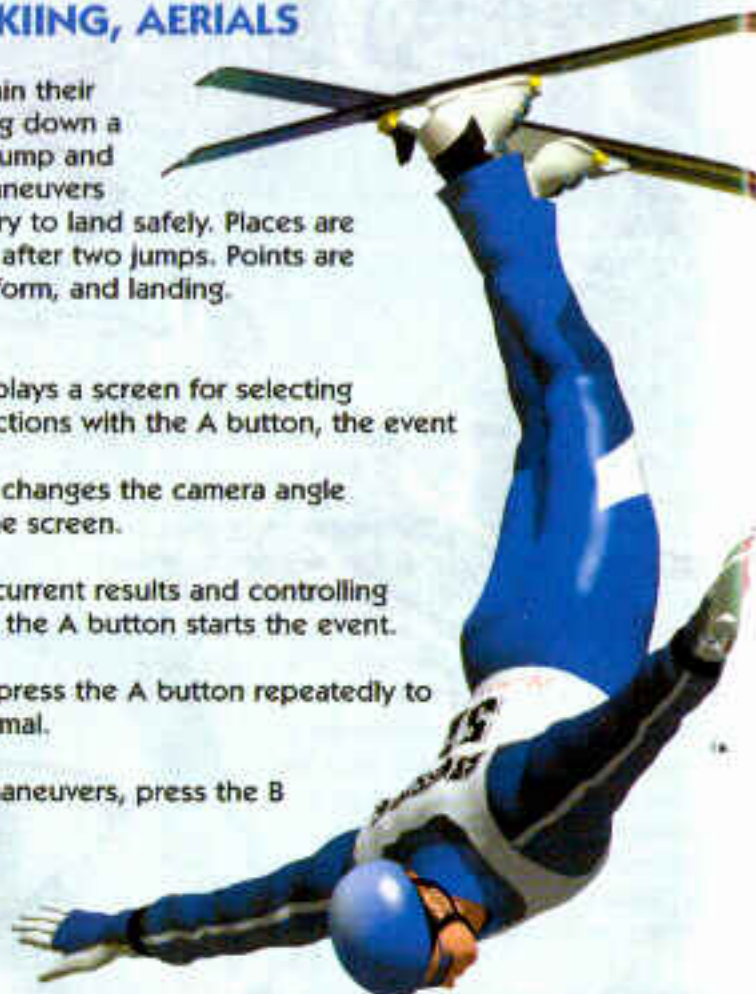 KIING, AERIALS
in their
g down a
ump and
aneuvers
ry to land safely. Places are
after two jumps. Points are
form, and landing.
plays a screen for selecting
ctions with the A button, the event
changes the camera angle
e screen.
current results and controlling
the A button starts the event.
press the A button repeatedly to
mal.
aneuvers, press the B
51